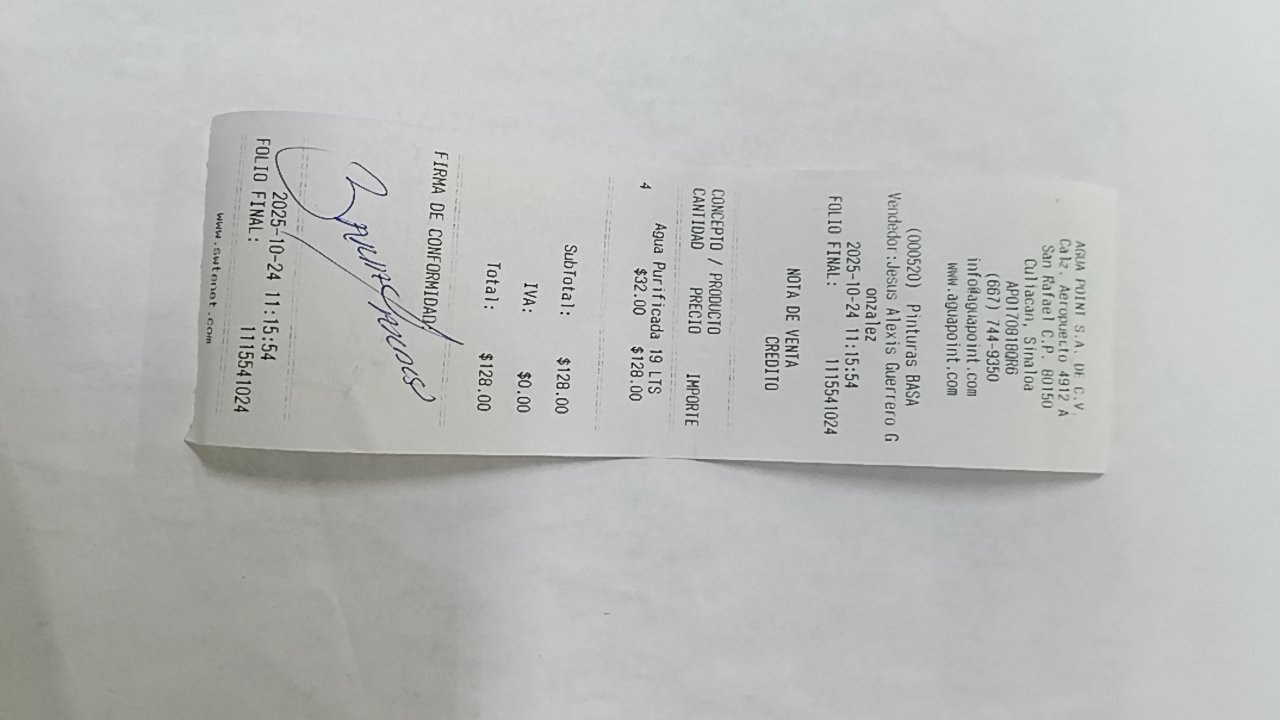 AGUA POINT S.A. DE C.V.
Calz. Aeropuerto 4912 A
San Rafael C.P. 80150
Culiacan, Sinaloa
APO170818QR6
(667) 744-9350
info@aguapoint.com
www.aguapoint.com
(000520) Pinturas BASA
Vendedor:Jesus Alexis Guerrero G
onzalez
2025-10-24 11:15:54
FOLIO FINAL: 1115541024
NOTA DE VENTA
CREDITO
CONCEPTO / PRODUCTO
CANTIDAD PRECIO IMPORTE
Agua Purificada 19 LTS
4 $32.00 $128.00
SubTotal: $128.00
IVA: $0.00
Total: $128.00
FIRMA DE CONFORMIDAD:
2025-10-24 11:15:54
FOLIO FINAL: 1115541024
www.swtenet.com